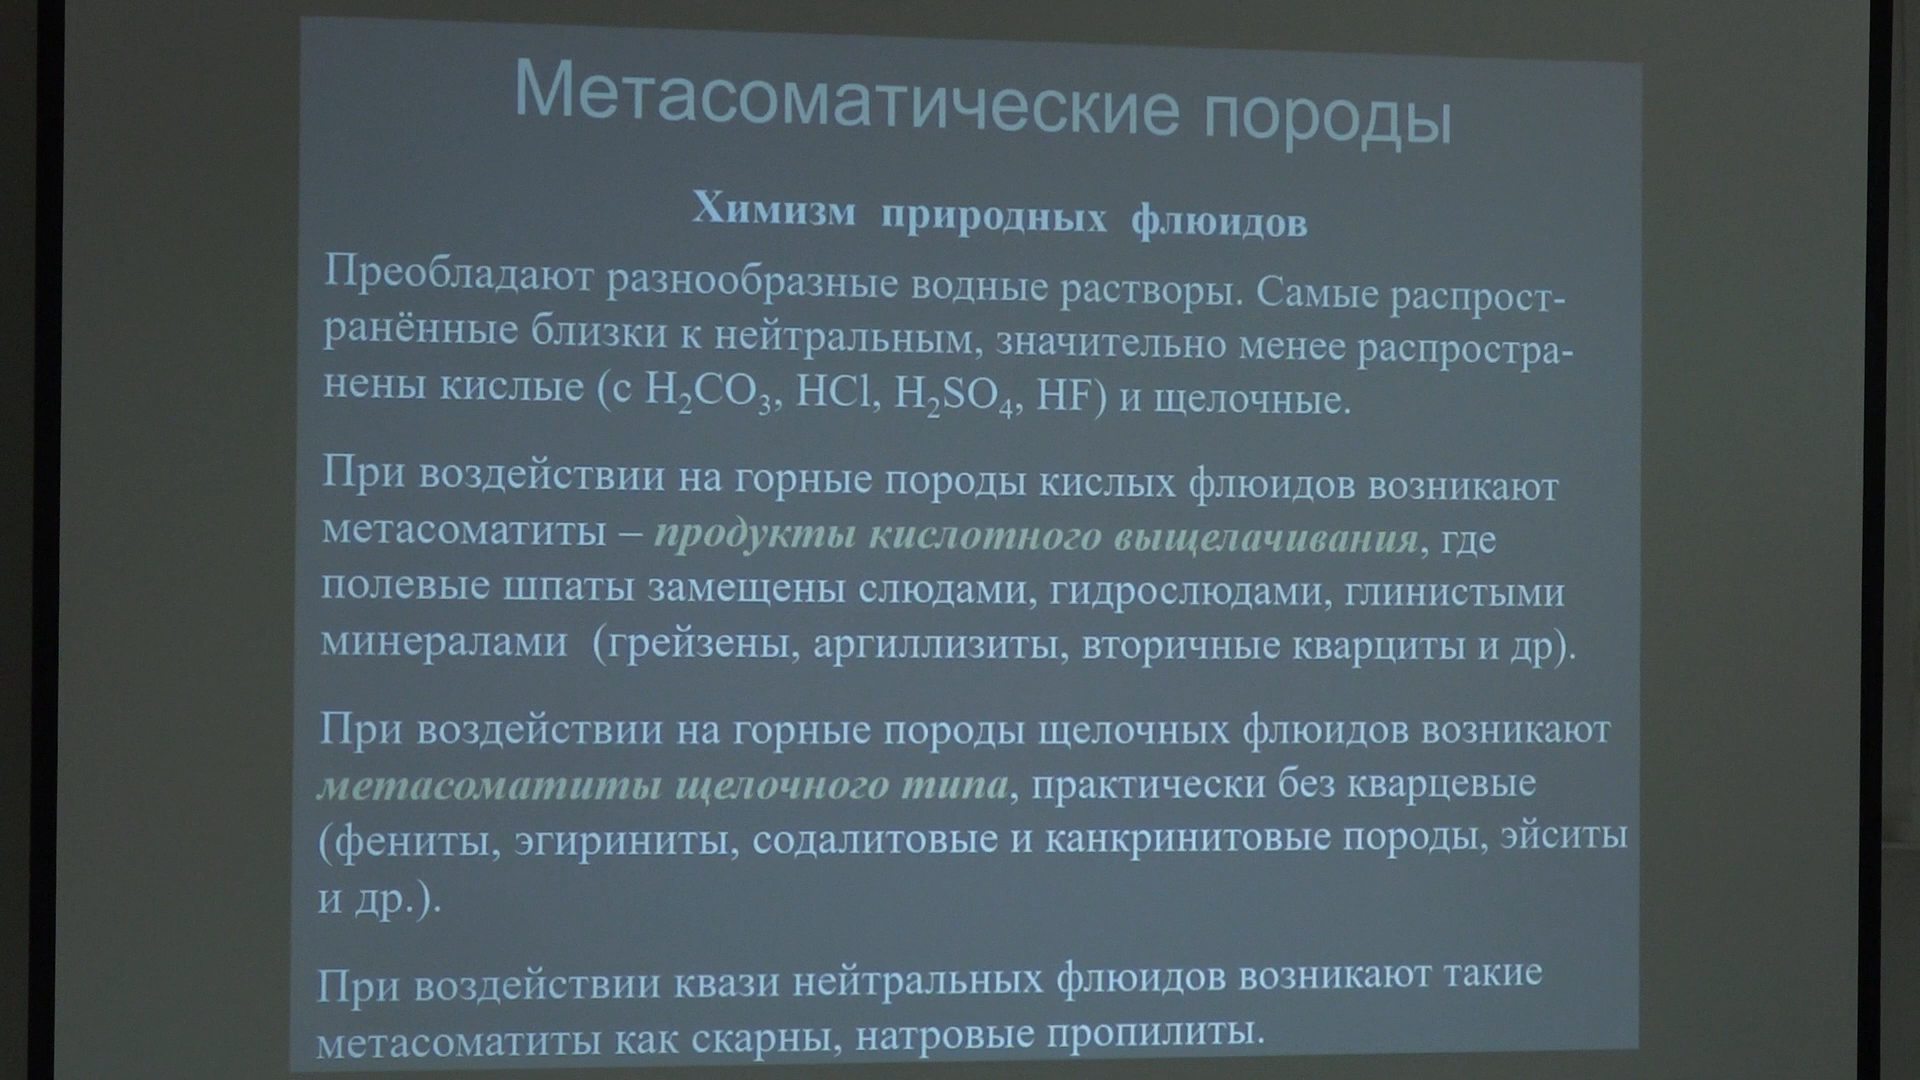 Метасоматические породы
Химизм природных флюидов
Преобладают разнообразные водные растворы. Самые распрост-
ранённые близки к нейтральным, значительно менее распростра-
нены кислые (с H₂CO₃, HCl, H₂SO₄, HF) и щелочные.
При воздействии на горные породы кислых флюидов возникают
метасоматиты – продукты кислотного выщелачивания, где
полевые шпаты замещены слюдами, гидрослюдами, глинистыми
минералами (грейзены, аргиллизиты, вторичные кварциты и др).
При воздействии на горные породы щелочных флюидов возникают
метасоматиты щелочного типа, практически без кварцевые
(фениты, эгириниты, содалитовые и канкринитовые породы, эйситы
и др.).
При воздействии квази нейтральных флюидов возникают такие
метасоматиты как скарны, натровые пропилиты.